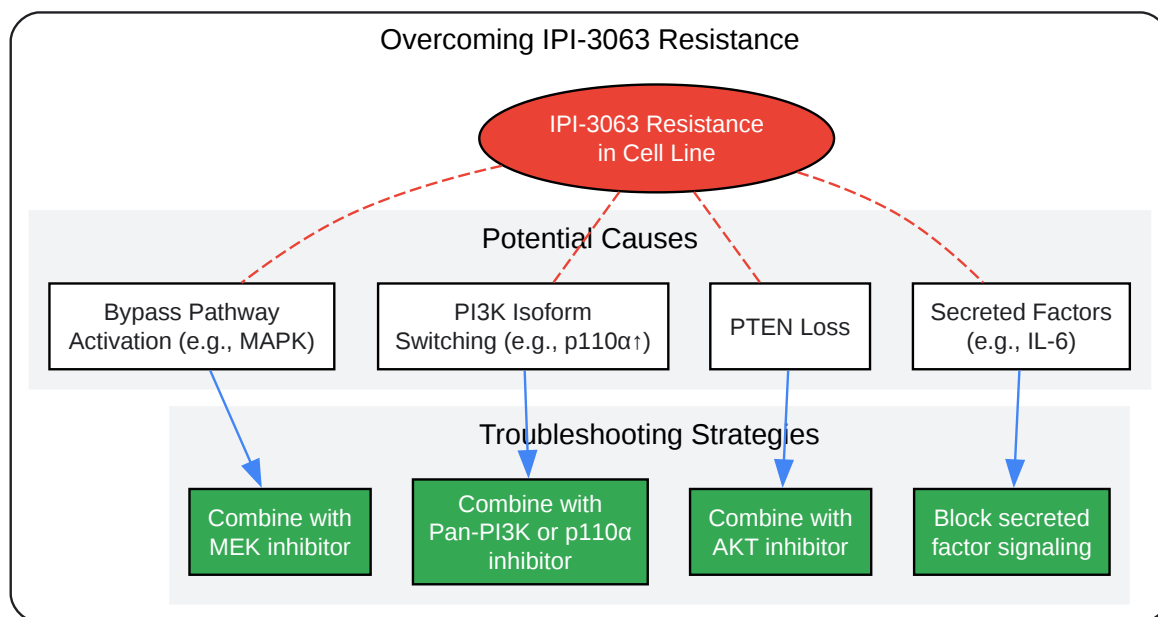 Overcoming IPI-3063 Resistance
IPI-3063 Resistance
in Cell Line
Potential Causes
Bypass Pathway
Activation (e.g., MAPK)
PI3K Isoform
Switching (e.g., p110α↑)
PTEN Loss
Secreted Factors
(e.g., IL-6)
Troubleshooting Strategies
Combine with
MEK inhibitor
Combine with
Pan-PI3K or p110α
inhibitor
Combine with
AKT inhibitor
Block secreted
factor signaling